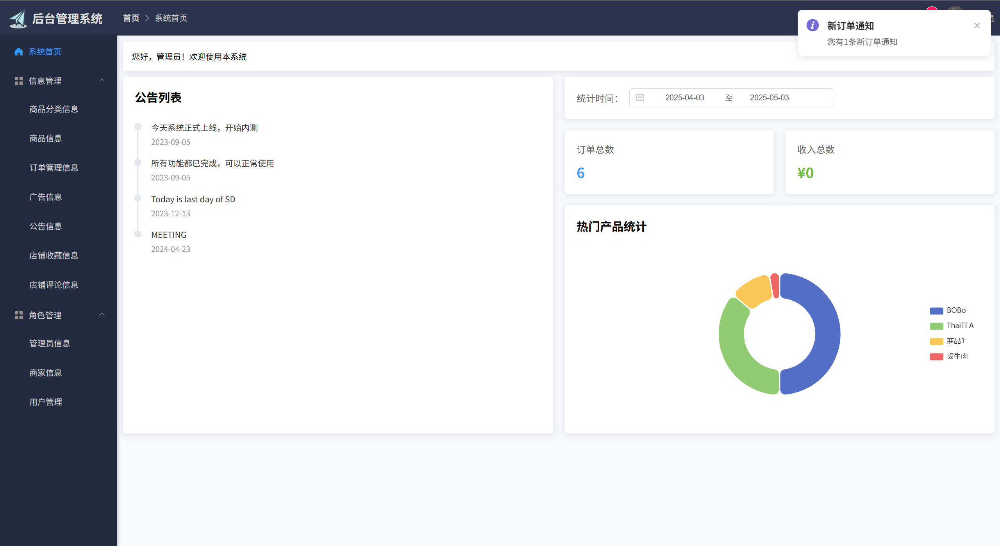 后台管理系统
首页
系统首页
新订单通知
您有1条新订单通知
系统首页
信息管理
商品分类信息
商品信息
订单管理信息
广告信息
公告信息
店铺收藏信息
店铺评论信息
角色管理
管理员信息
商家信息
用户管理
您好，管理员！欢迎使用本系统
公告列表
今天系统正式上线，开始内测
2023-09-05
所有功能都已完成，可以正常使用
2023-09-05
Today is last day of SD
2023-12-13
MEETING
2024-04-23
统计时间：
2025-04-03 至 2025-05-03
订单总数
6
收入总数
¥0
热门产品统计
BOBo
ThaiTEA
商品1
卤牛肉